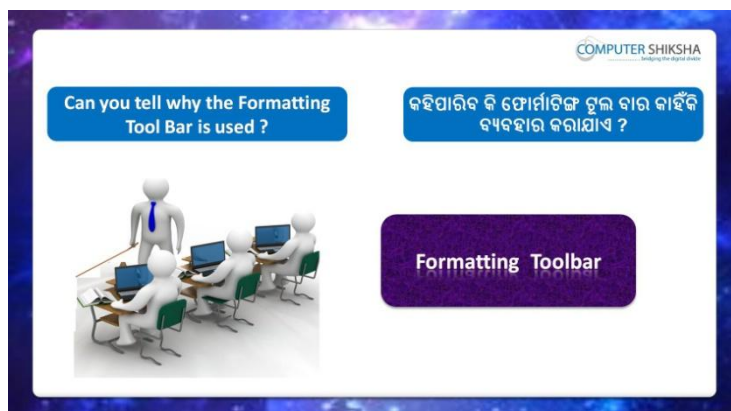 COMPUTER SHIKSHA
bridging the digital divide
Can you tell why the Formatting
Tool Bar is used ?
କହିପାରିବ କି ଫୋର୍ମାଟିଙ୍ଗ ଟୁଲ ବାର କାହିଁକି
ବ୍ୟବହାର କରାଯାଏ ?
Formatting Toolbar